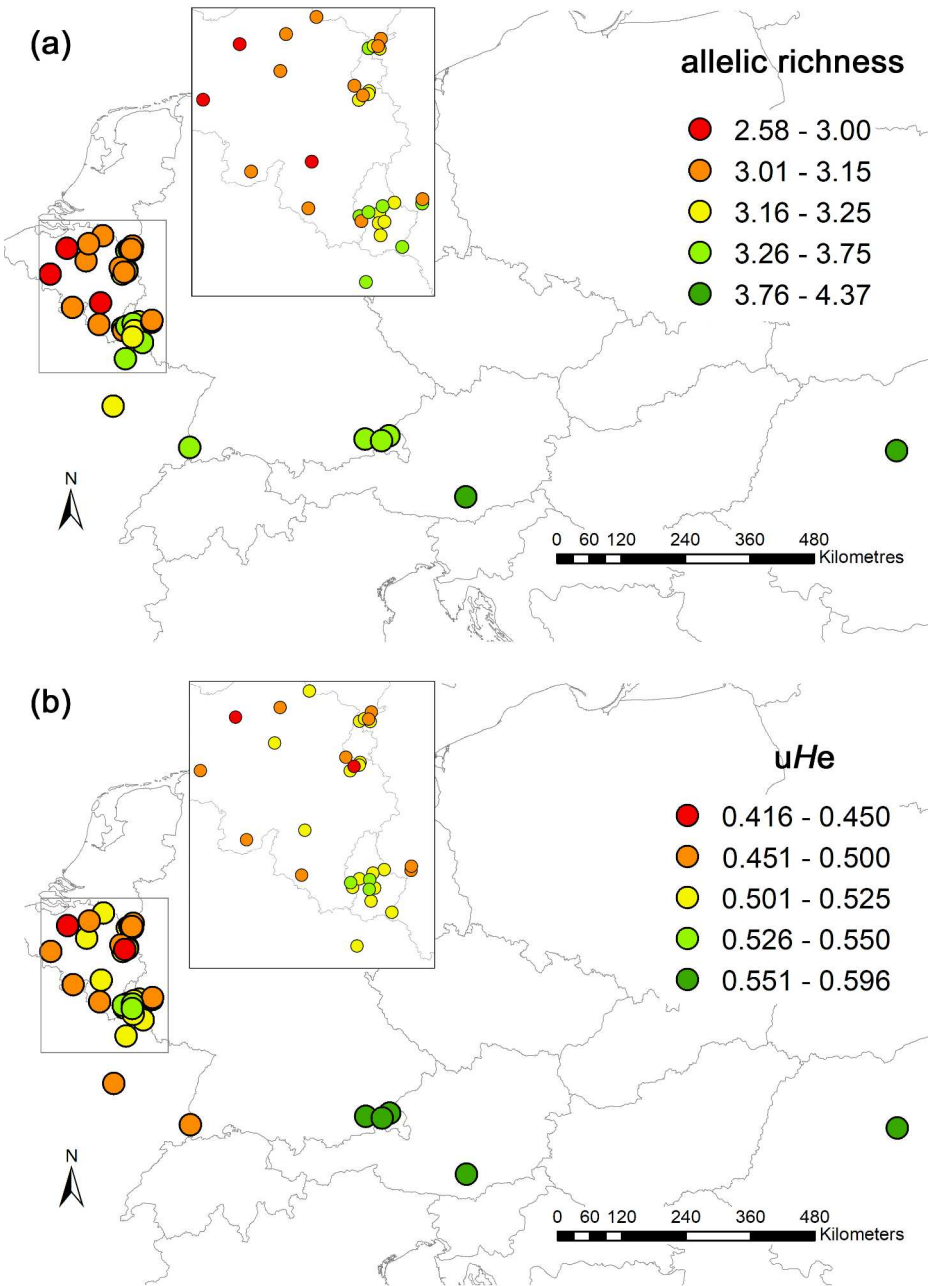 (a)
allelic richness
2.58 - 3.00
3.01 - 3.15
3.16 - 3.25
3.26 - 3.75
3.76 - 4.37
N
0 60 120 240 360 480
Kilometres
(b)
uHe
0.416 - 0.450
0.451 - 0.500
0.501 - 0.525
0.526 - 0.550
0.551 - 0.596
N
0 60 120 240 360 480
Kilometers